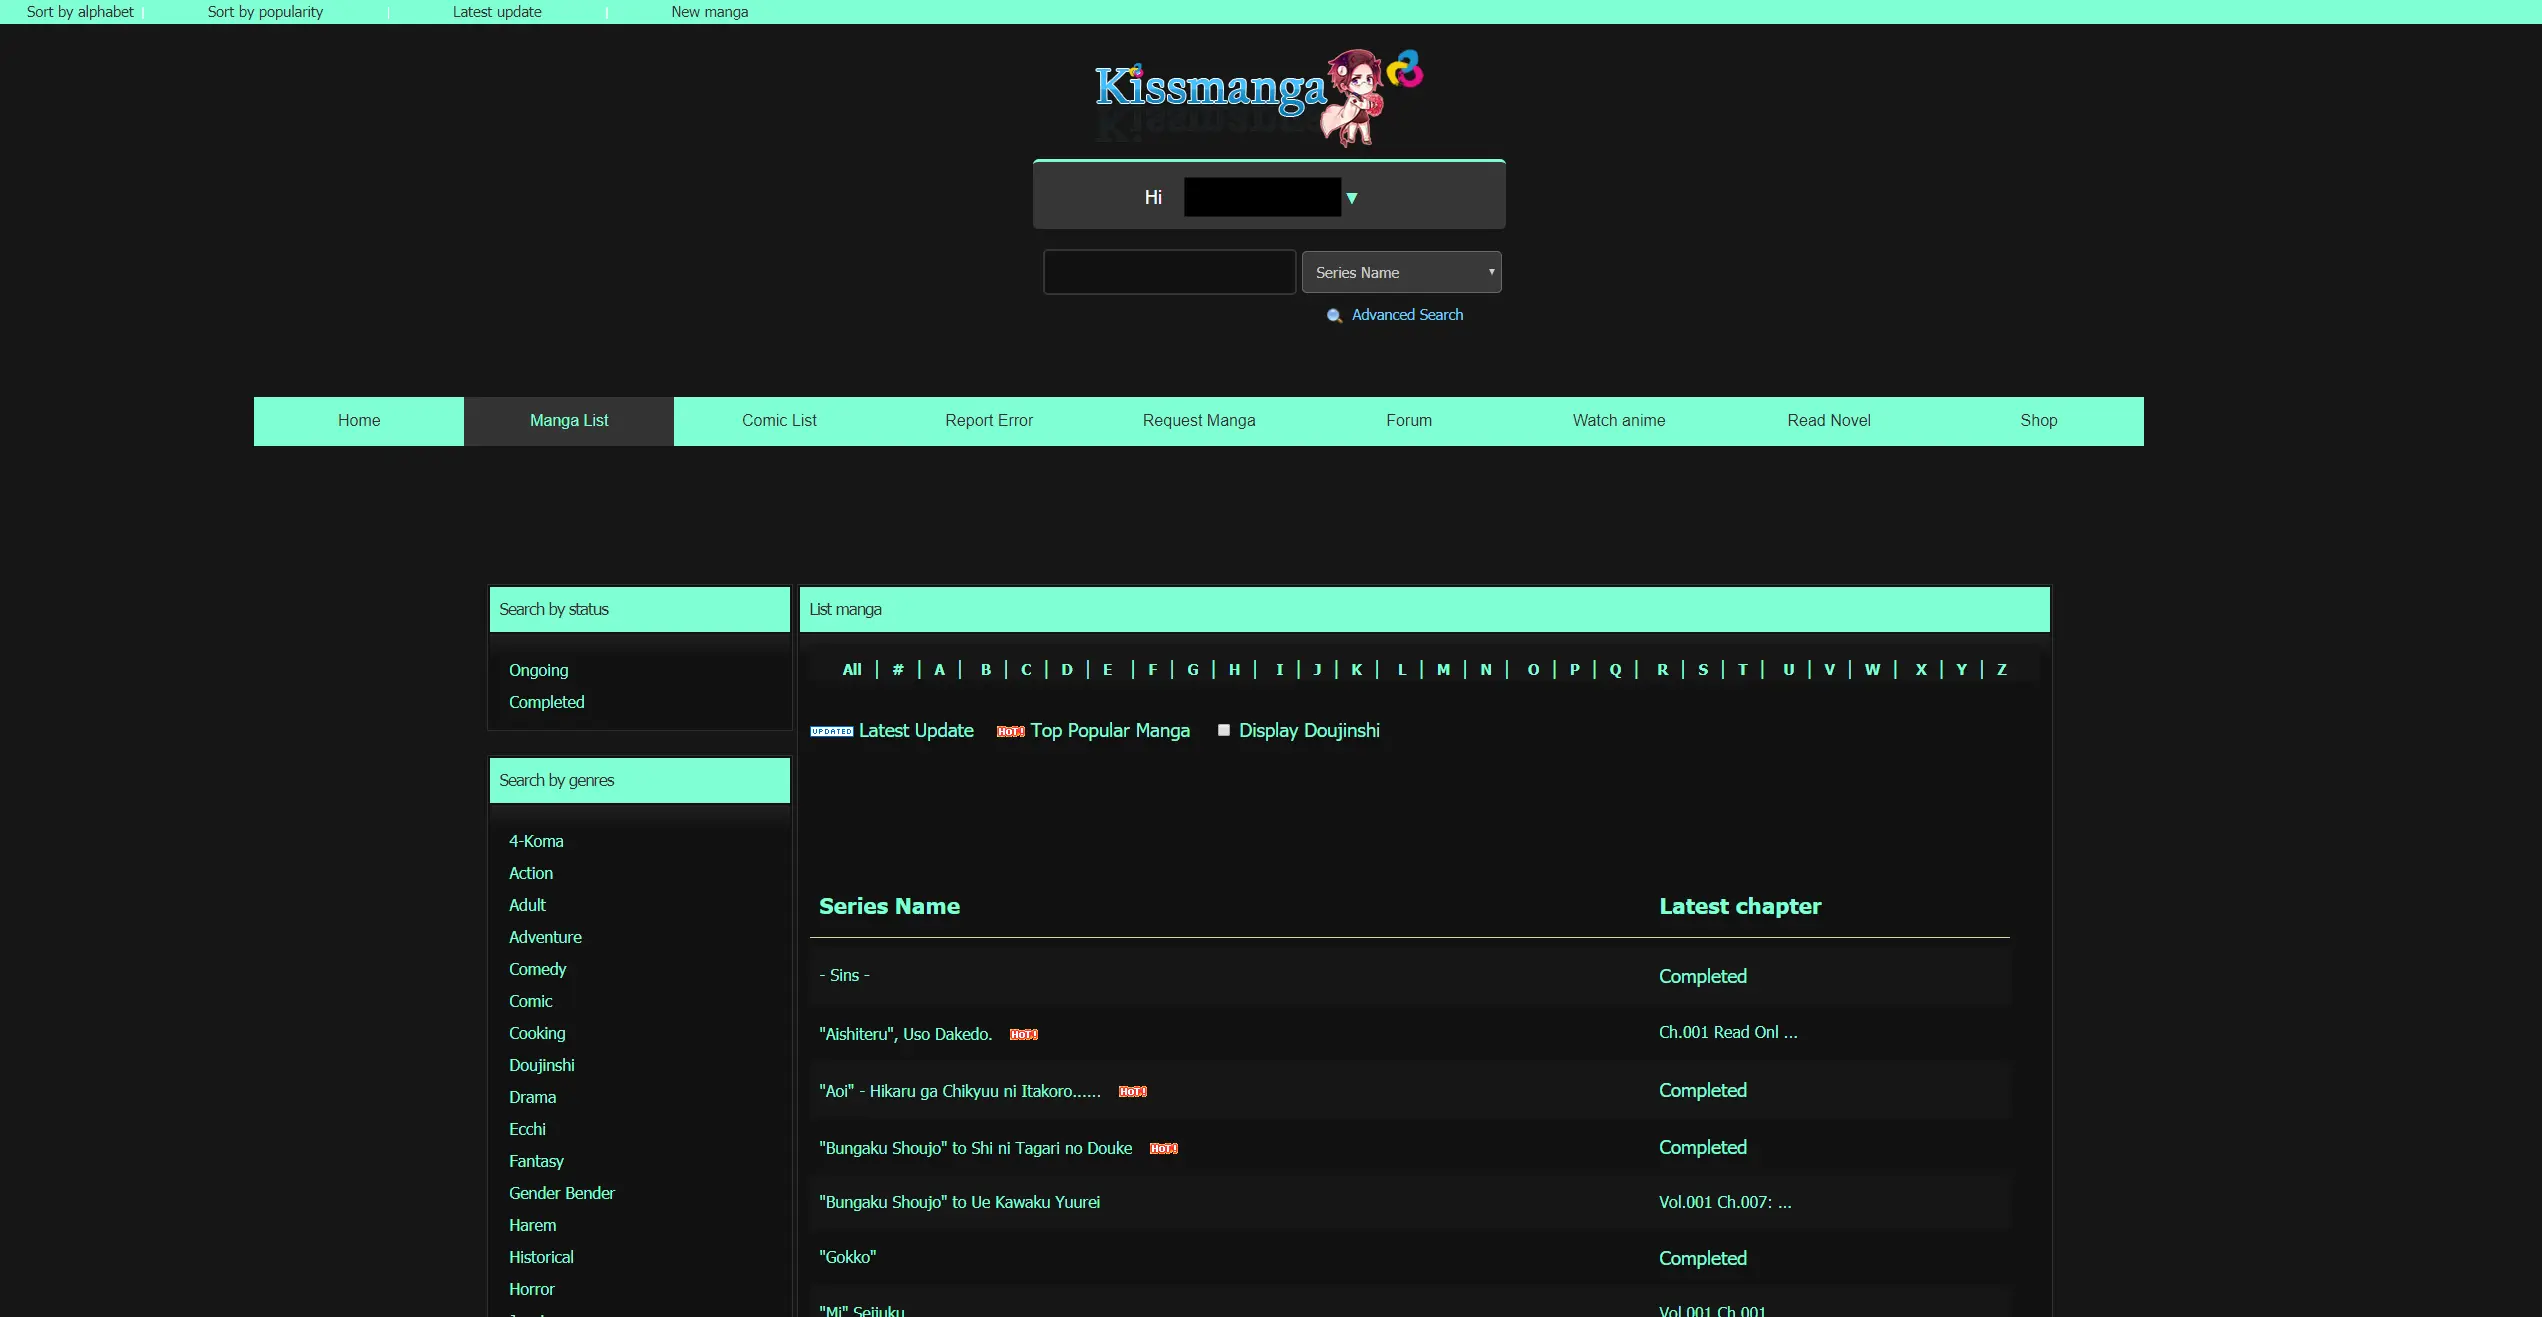 Sort by alphabet | Sort by popularity | Latest update | New manga
Kissmanga
Hi ▼
Series Name
Advanced Search
Home Manga List Comic List Report Error Request Manga Forum Watch anime Read Novel Shop
Search by status
Ongoing
Completed
Search by genres
4-Koma
Action
Adult
Adventure
Comedy
Comic
Cooking
Doujinshi
Drama
Ecchi
Fantasy
Gender Bender
Harem
Historical
Horror
List manga
All | # | A | B | C | D | E | F | G | H | I | J | K | L | M | N | O | P | Q | R | S | T | U | V | W | X | Y | Z
UPDATED Latest Update HOT! Top Popular Manga Display Doujinshi
Series Name Latest chapter
- Sins - Completed
"Aishiteru", Uso Dakedo. HOT! Ch.001 Read Onl ...
"Aoi" - Hikaru ga Chikyuu ni Itakoro...... HOT! Completed
"Bungaku Shoujo" to Shi ni Tagari no Douke HOT! Completed
"Bungaku Shoujo" to Ue Kawaku Yuurei Vol.001 Ch.007: ...
"Gokko" Completed
"Mi" Seijuku Vol.001 Ch.001